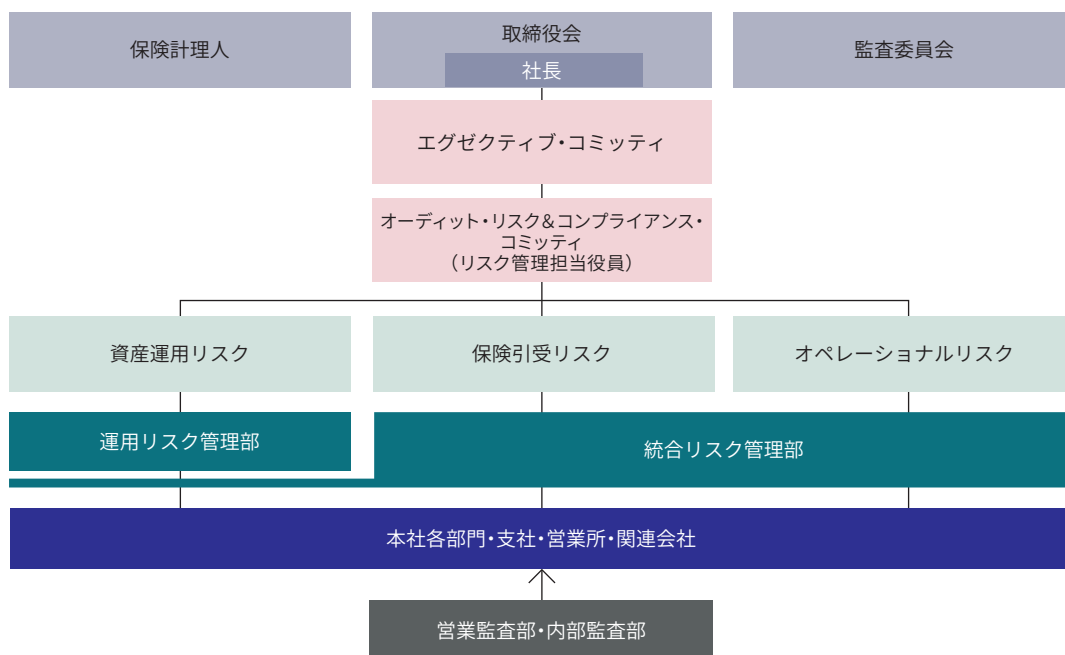 保険計理人
取締役会
社長
監査委員会
エグゼクティブ・コミッティ
オーディット・リスク&コンプライアンス・
コミッティ
（リスク管理担当役員）
資産運用リスク
保険引受リスク
オペレーショナルリスク
運用リスク管理部
統合リスク管理部
本社各部門・支社・営業所・関連会社
営業監査部・内部監査部